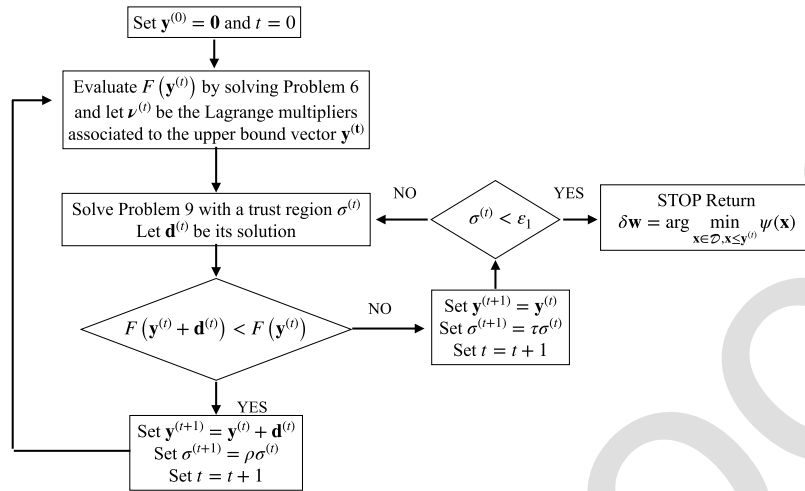 Set 𝐲⁽⁰⁾ = 𝟎 and t = 0
Evaluate F (𝐲⁽ᵗ⁾) by solving Problem 6
and let 𝝂⁽ᵗ⁾ be the Lagrange multipliers
associated to the upper bound vector 𝐲⁽ᵗ⁾
Solve Problem 9 with a trust region σ⁽ᵗ⁾
Let 𝐝⁽ᵗ⁾ be its solution
NO
σ⁽ᵗ⁾ < ε₁
YES
STOP Return
δ𝐰 = arg min ψ(𝐱)
𝐱∈𝒟,𝐱≤𝐲⁽ᵗ⁾
F (𝐲⁽ᵗ⁾ + 𝐝⁽ᵗ⁾) < F (𝐲⁽ᵗ⁾)
NO
Set 𝐲⁽ᵗ⁺¹⁾ = 𝐲⁽ᵗ⁾
Set σ⁽ᵗ⁺¹⁾ = τσ⁽ᵗ⁾
Set t = t + 1
YES
Set 𝐲⁽ᵗ⁺¹⁾ = 𝐲⁽ᵗ⁾ + 𝐝⁽ᵗ⁾
Set σ⁽ᵗ⁺¹⁾ = ρσ⁽ᵗ⁾
Set t = t + 1